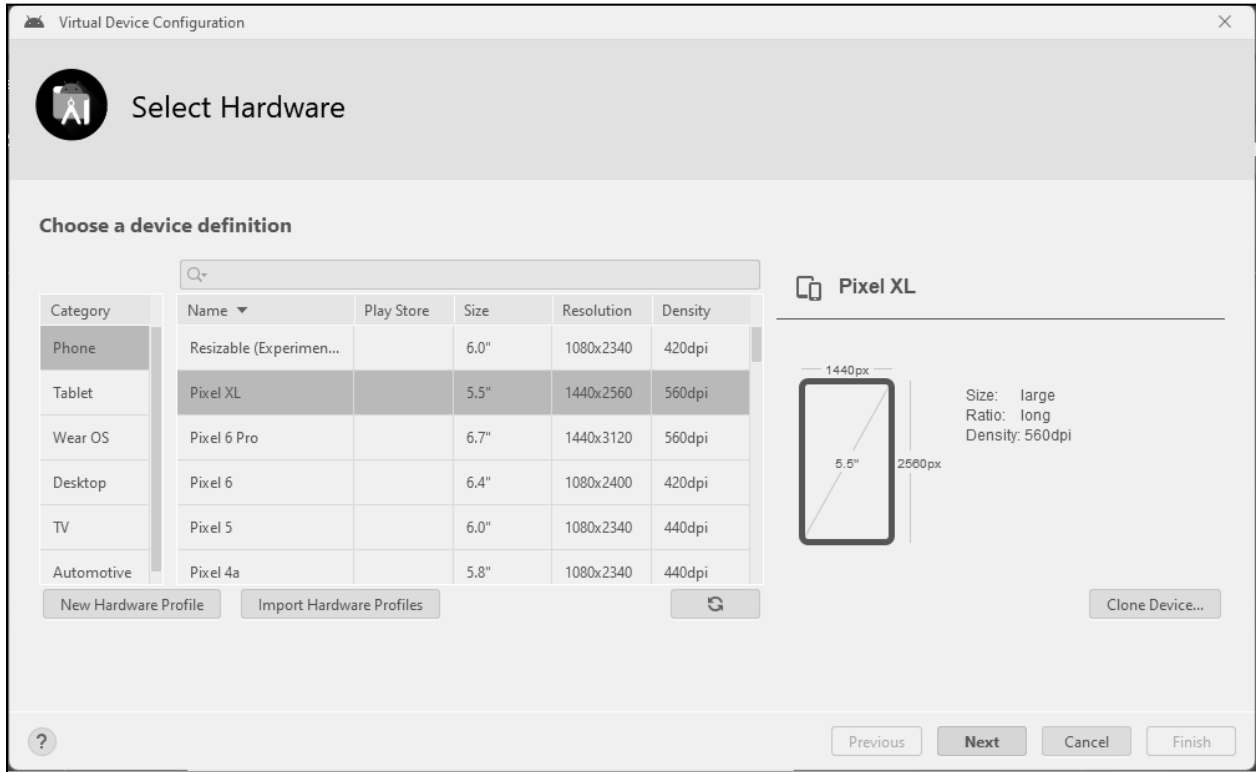 Virtual Device Configuration
Select Hardware
Choose a device definition
Category
Phone
Tablet
Wear OS
Desktop
TV
Automotive
Name Play Store Size Resolution Density
Resizable (Experimen... 6.0" 1080x2340 420dpi
Pixel XL 5.5" 1440x2560 560dpi
Pixel 6 Pro 6.7" 1440x3120 560dpi
Pixel 6 6.4" 1080x2400 420dpi
Pixel 5 6.0" 1080x2340 440dpi
Pixel 4a 5.8" 1080x2340 440dpi
New Hardware Profile Import Hardware Profiles
Pixel XL
1440px
5.5"
2560px
Size: large
Ratio: long
Density: 560dpi
Clone Device...
? Previous Next Cancel Finish